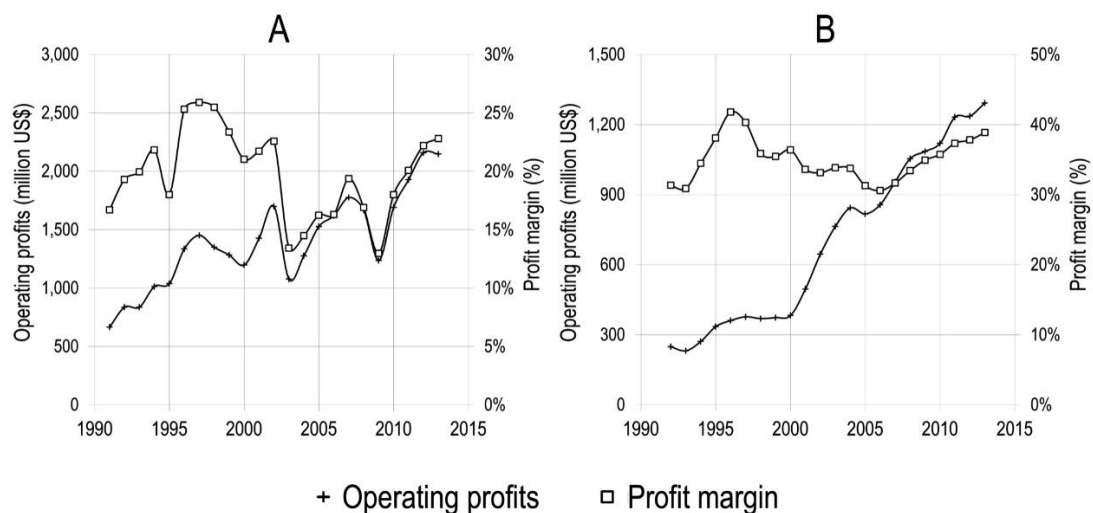 A
B
3,000
2,500
2,000
1,500
1,000
500
0
Operating profits (million US$)
30%
25%
20%
15%
10%
5%
0%
Profit margin (%)
1990 1995 2000 2005 2010 2015
1,500
1,200
900
600
300
0
Operating profits (million US$)
50%
40%
30%
20%
10%
0%
Profit margin (%)
1990 1995 2000 2005 2010 2015
Operating profits
Profit margin